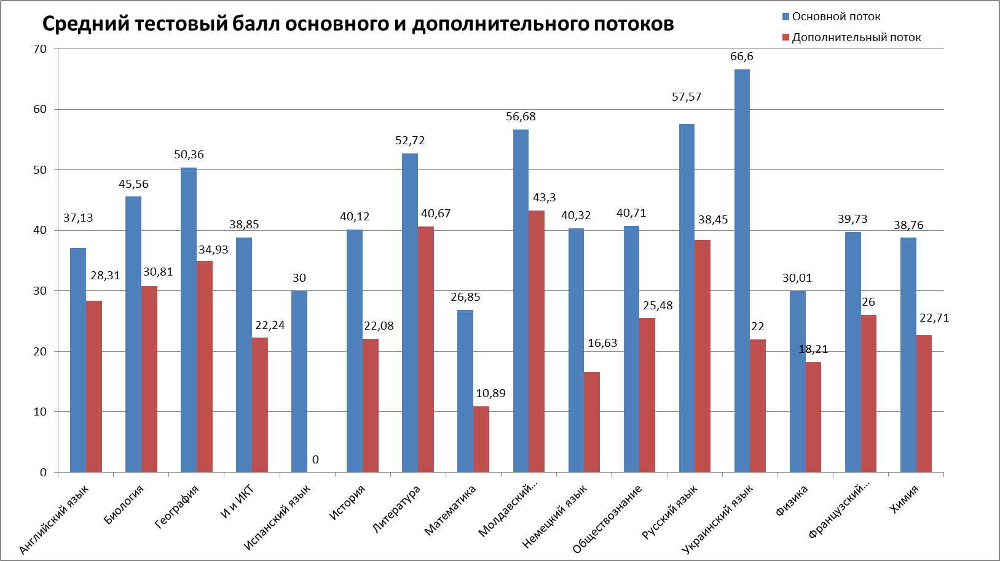 Средний тестовый балл основного и дополнительного потоков
Основной поток
Дополнительный поток
70
60
50
40
30
20
10
0
37,13
28,31
45,56
30,81
50,36
34,93
38,85
22,24
30
0
40,12
22,08
52,72
40,67
26,85
10,89
56,68
43,3
40,32
16,63
40,71
25,48
57,57
38,45
66,6
22
30,01
18,21
39,73
26
38,76
22,71
Английский язык
Биология
География
И и ИКТ
Испанский язык
История
Литература
Математика
Молдавский...
Немецкий язык
Обществознание
Русский язык
Украинский язык
Физика
Французский...
Химия